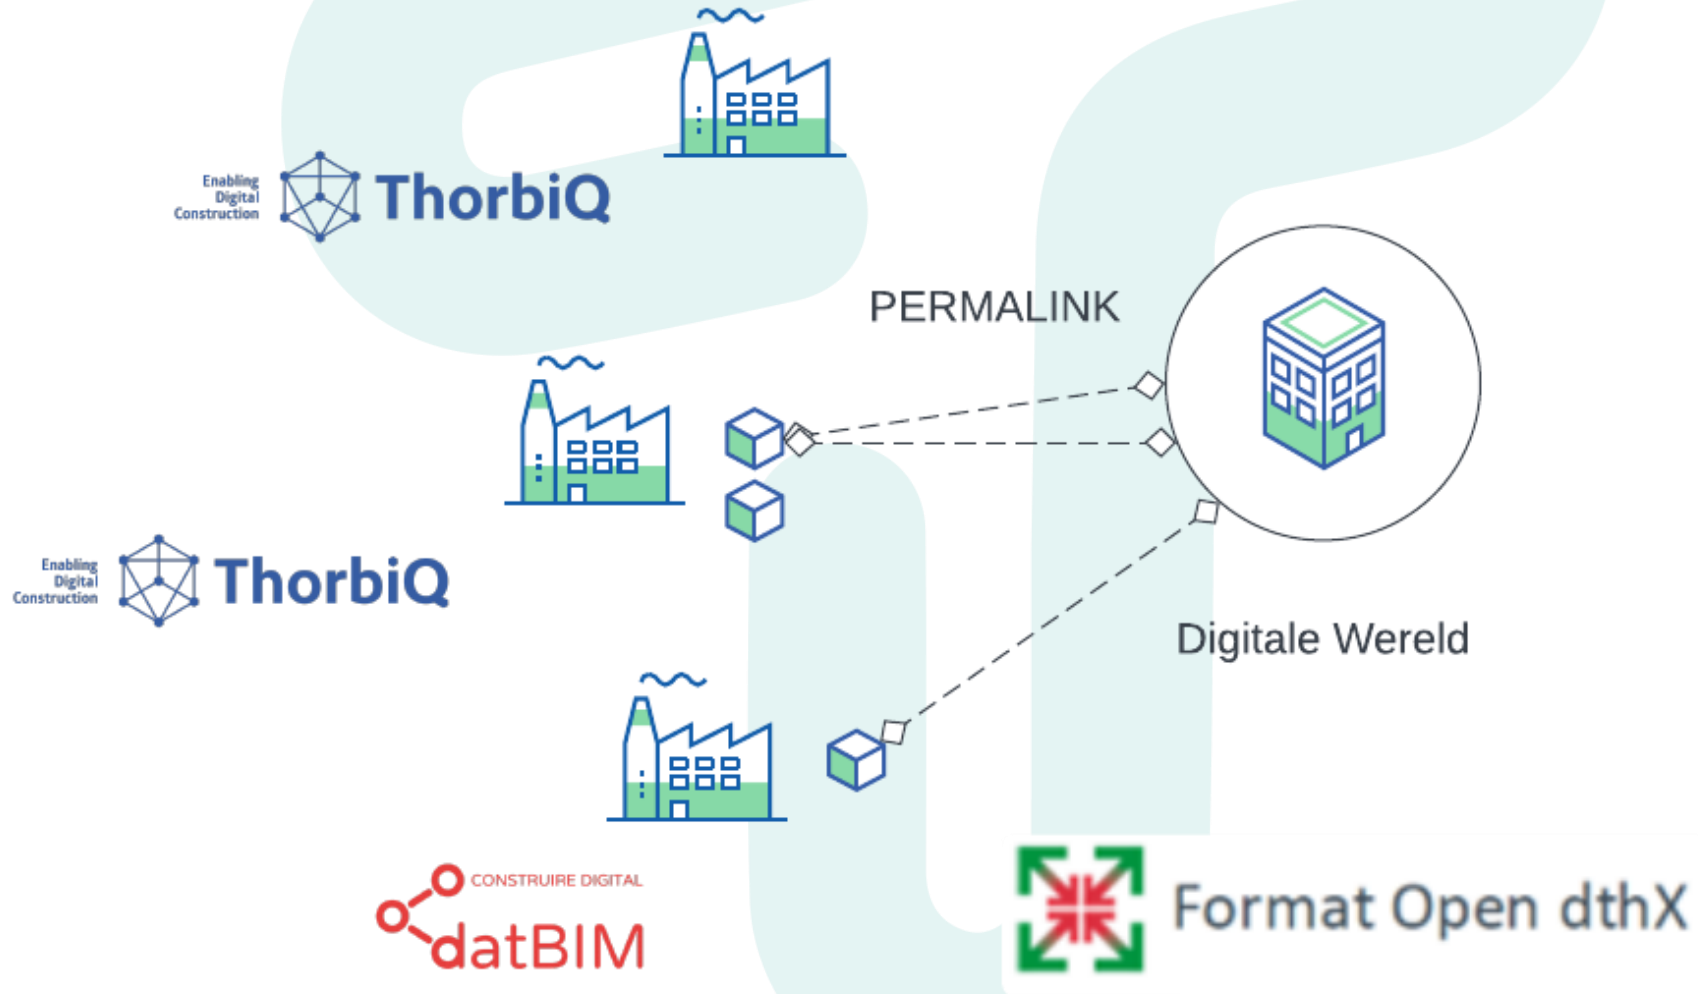 Enabling
Digital
Construction
ThorbiQ
PERMALINK
Enabling
Digital
Construction
ThorbiQ
Digitale Wereld
CONSTRUIRE DIGITAL
datBIM
Format Open dthX